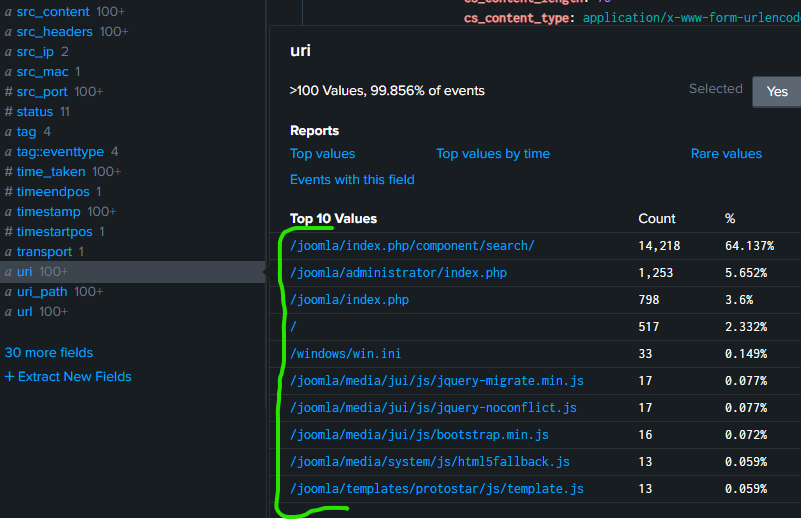 cs_content_type: application/x-www-form-urlencod
a src_content 100+
a src_headers 100+
a src_ip 2
a src_mac 1
# src_port 100+
# status 11
a tag 4
a tag::eventtype 4
# time_taken 100+
# timeendpos 1
a timestamp 100+
# timestartpos 1
a transport 1
a uri 100+
a uri_path 100+
a url 100+
30 more fields
+ Extract New Fields
uri
>100 Values, 99.856% of events
Selected Yes
Reports
Top values Top values by time Rare values
Events with this field
Top 10 Values Count %
/joomla/index.php/component/search/ 14,218 64.137%
/joomla/administrator/index.php 1,253 5.652%
/joomla/index.php 798 3.6%
/ 517 2.332%
/windows/win.ini 33 0.149%
/joomla/media/jui/js/jquery-migrate.min.js 17 0.077%
/joomla/media/jui/js/jquery-noconflict.js 17 0.077%
/joomla/media/jui/js/bootstrap.min.js 16 0.072%
/joomla/media/system/js/html5fallback.js 13 0.059%
/joomla/templates/protostar/js/template.js 13 0.059%